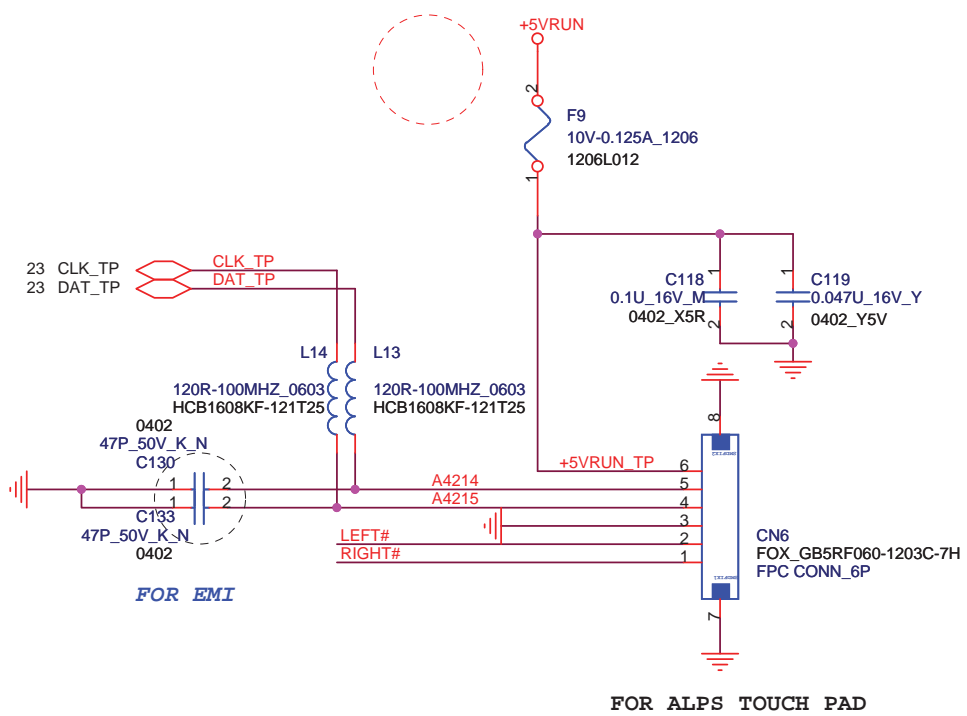 +5VRUN
2
F9
10V-0.125A_1206
1206L012
1
23 CLK_TP
CLK_TP
23 DAT_TP
DAT_TP
1
C118
0.1U_16V_M
0402_X5R
2
1
C119
0.047U_16V_Y
0402_Y5V
2
L14
120R-100MHZ_0603
HCB1608KF-121T25
L13
120R-100MHZ_0603
HCB1608KF-121T25
0402
47P_50V_K_N
C130
1
2
1
2
C133
47P_50V_K_N
0402
FOR EMI
8
+5VRUN_TP
6
A4214
5
A4215
4
3
LEFT#
2
RIGHT#
1
CN6
FOX_GB5RF060-1203C-7H
FPC CONN_6P
7
FOR ALPS TOUCH PAD